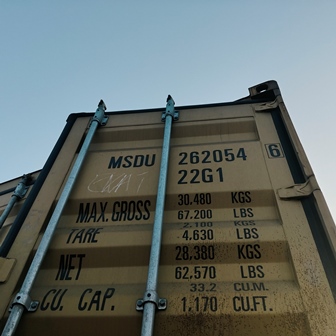 MSDU 262054 6
22G1
MAX.GROSS 30.480 KGS
67.200 LBS
TARE 2.100 KGS
4.630 LBS
NET 28.380 KGS
62,570 LBS
CU. CAP. 33.2 CU.M.
1,170 CU.FT.